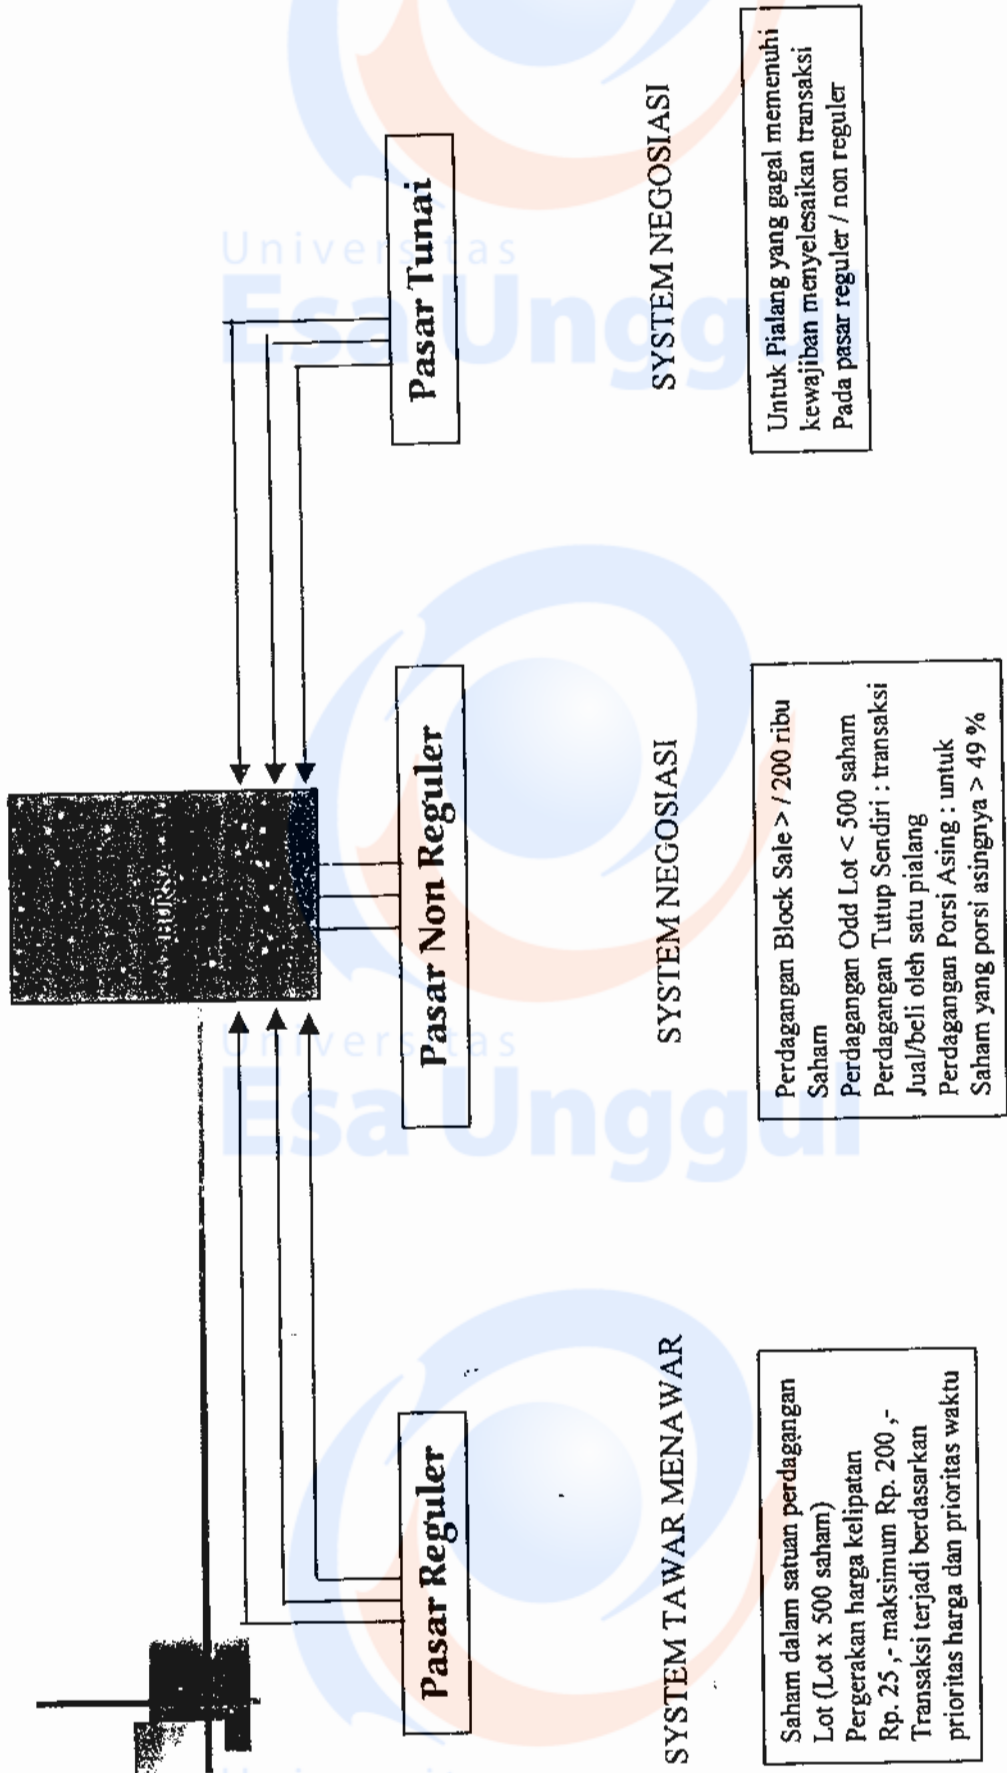 BURSA
Pasar Reguler
Pasar Non Reguler
Pasar Tunai
SYSTEM TAWAR MENAWAR
SYSTEM NEGOSIASI
SYSTEM NEGOSIASI
Saham dalam satuan perdagangan
Lot (Lot x 500 saham)
Pergerakan harga kelipatan
Rp. 25 ,- maksimum Rp. 200 ,-
Transaksi terjadi berdasarkan
prioritas harga dan prioritas waktu
Perdagangan Block Sale > / 200 ribu
Saham
Perdagangan Odd Lot < 500 saham
Perdagangan Tutup Sendiri : transaksi
Jual/beli oleh satu pialang
Perdagangan Porsi Asing : untuk
Saham yang porsi asingnya > 49 %
Untuk Pialang yang gagal memenuhi
kewajiban menyelesaikan transaksi
Pada pasar reguler / non reguler
Universitas
Esa Unggul
Universitas
Esa Unggul